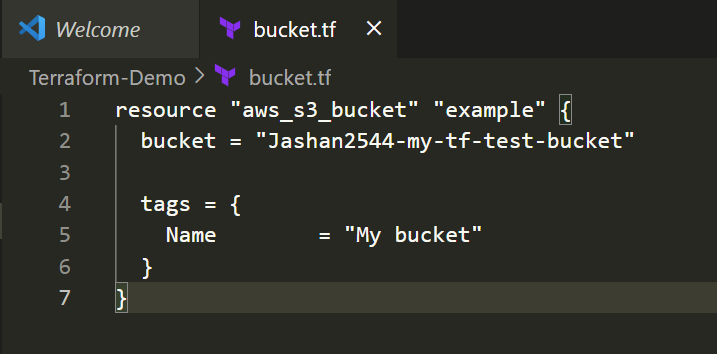 Welcome bucket.tf ×
Terraform-Demo > bucket.tf
1 resource "aws_s3_bucket" "example" {
2   bucket = "Jashan2544-my-tf-test-bucket"
3
4   tags = {
5     Name        = "My bucket"
6   }
7 }